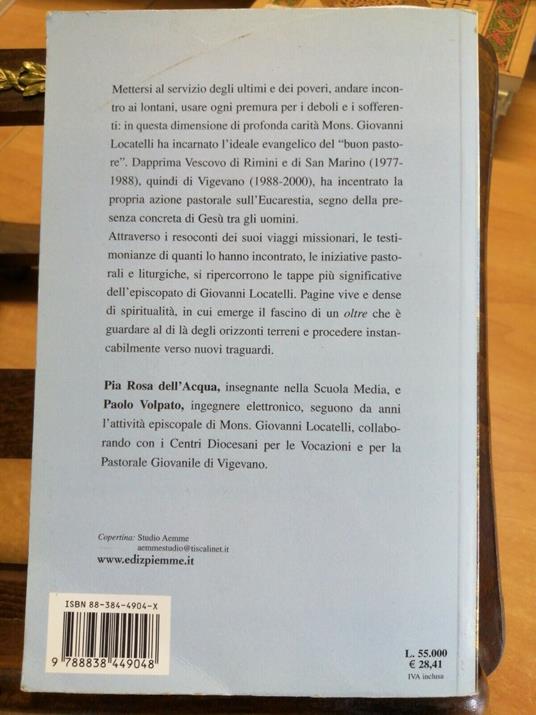 Mettersi al servizio degli ultimi e dei poveri, andare incon-
tro ai lontani, usare ogni premura per i deboli e i sofferen-
ti: in questa dimensione di profonda carità Mons. Giovanni
Locatelli ha incarnato l'ideale evangelico del “buon pasto-
re”. Dapprima Vescovo di Rimini e di San Marino (1977-
1988), quindi di Vigevano (1988-2000), ha incentrato la
propria azione pastorale sull'Eucarestia, segno della pre-
senza concreta di Gesù tra gli uomini.
Attraverso i resoconti dei suoi viaggi missionari, le testi-
monianze di quanti lo hanno incontrato, le iniziative pasto-
rali e liturgiche, si ripercorrono le tappe più significative
dell'episcopato di Giovanni Locatelli. Pagine vive e dense
di spiritualità, in cui emerge il fascino di un oltre che è
guardare al di là degli orizzonti terreni e procedere instan-
cabilmente verso nuovi traguardi.
Pia Rosa dell'Acqua, insegnante nella Scuola Media, e
Paolo Volpato, ingegnere elettronico, seguono da anni
l'attività episcopale di Mons. Giovanni Locatelli, collabo-
rando con i Centri Diocesani per le Vocazioni e per la
Pastorale Giovanile di Vigevano.
Copertina: Studio Aemme
aemmestudio@tiscalinet.it
www.edizpiemme.it
ISBN 88-384-4904-X
9 788838 449048
L. 55.000
€ 28,41
IVA inclusa